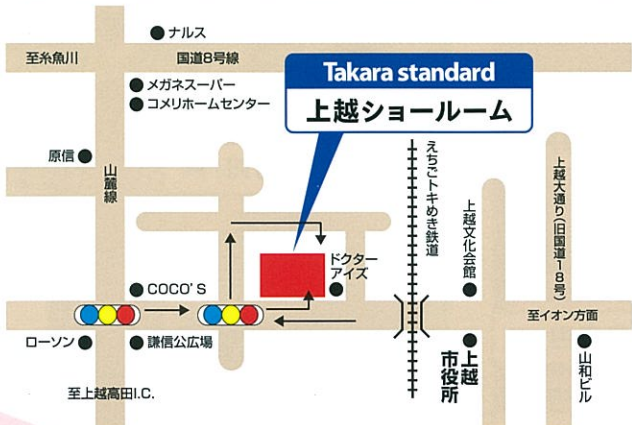 ナルス
至糸魚川
国道8号線
メガネスーパー
コメリホームセンター
Takara standard
上越ショールーム
原信
山麓線
えちごトキめき鉄道
上越大通り(旧国道18号)
上越文化会館
ドクター
アイズ
COCO'S
至イオン方面
ローソン
謙信公広場
上越
市役所
山和ビル
至上越高田I.C.